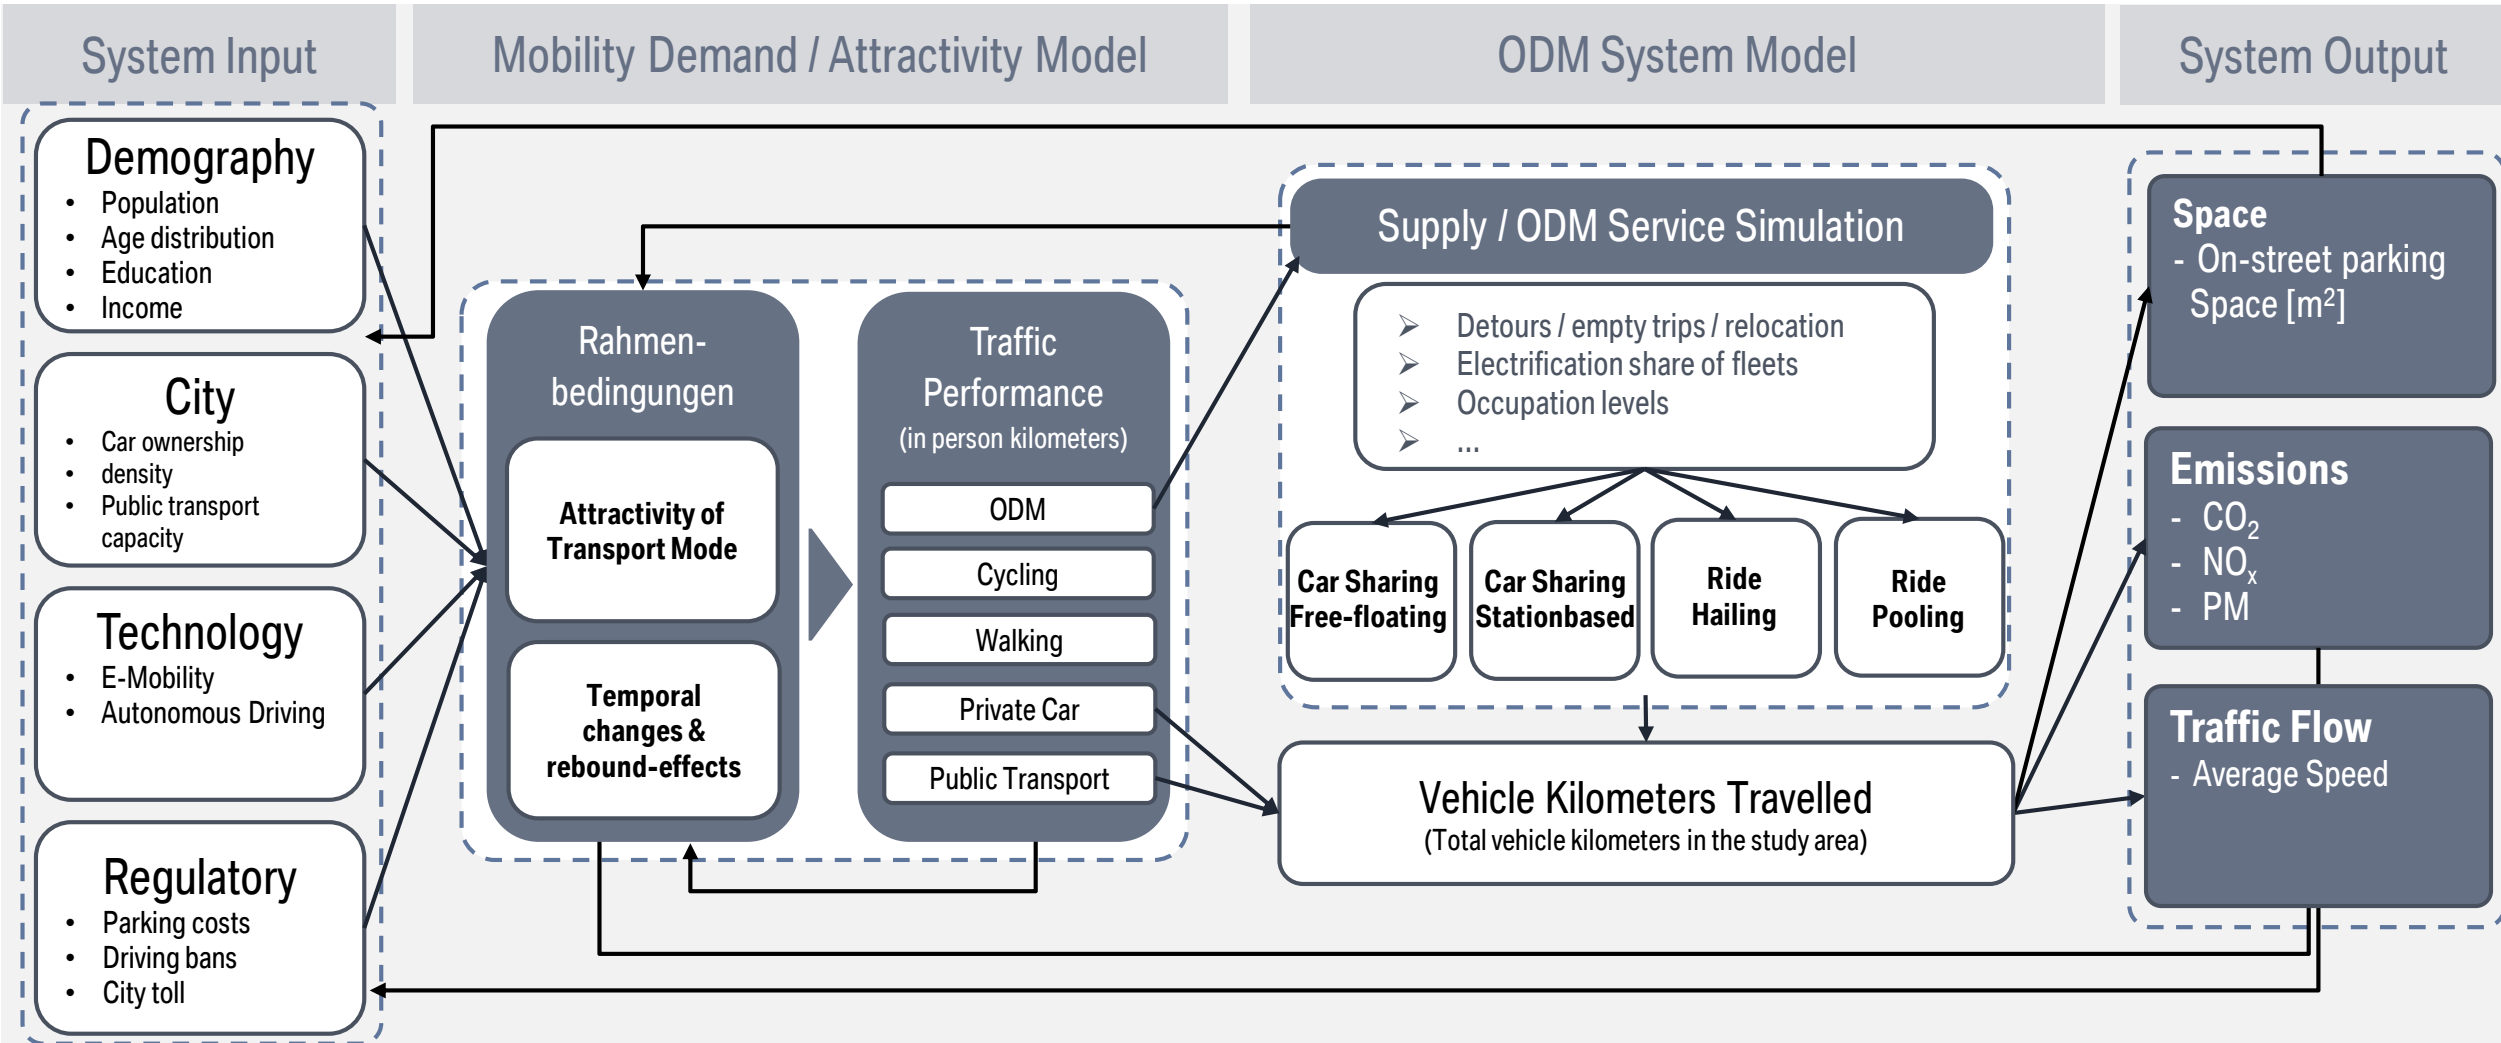 System Input
Mobility Demand / Attractivity Model
ODM System Model
System Output
Demography
• Population
• Age distribution
• Education
• Income
City
• Car ownership
• density
• Public transport
capacity
Technology
• E-Mobility
• Autonomous Driving
Regulatory
• Parking costs
• Driving bans
• City toll
Rahmen-
bedingungen
Attractivity of
Transport Mode
Temporal
changes &
rebound-effects
Traffic
Performance
(in person kilometers)
ODM
Cycling
Walking
Private Car
Public Transport
Supply / ODM Service Simulation
➢ Detours / empty trips / relocation
➢ Electrification share of fleets
➢ Occupation levels
➢ ...
Car Sharing
Free-floating
Car Sharing
Stationbased
Ride
Hailing
Ride
Pooling
Vehicle Kilometers Travelled
(Total vehicle kilometers in the study area)
Space
- On-street parking
Space [m²]
Emissions
- CO₂
- NOₓ
- PM
Traffic Flow
- Average Speed